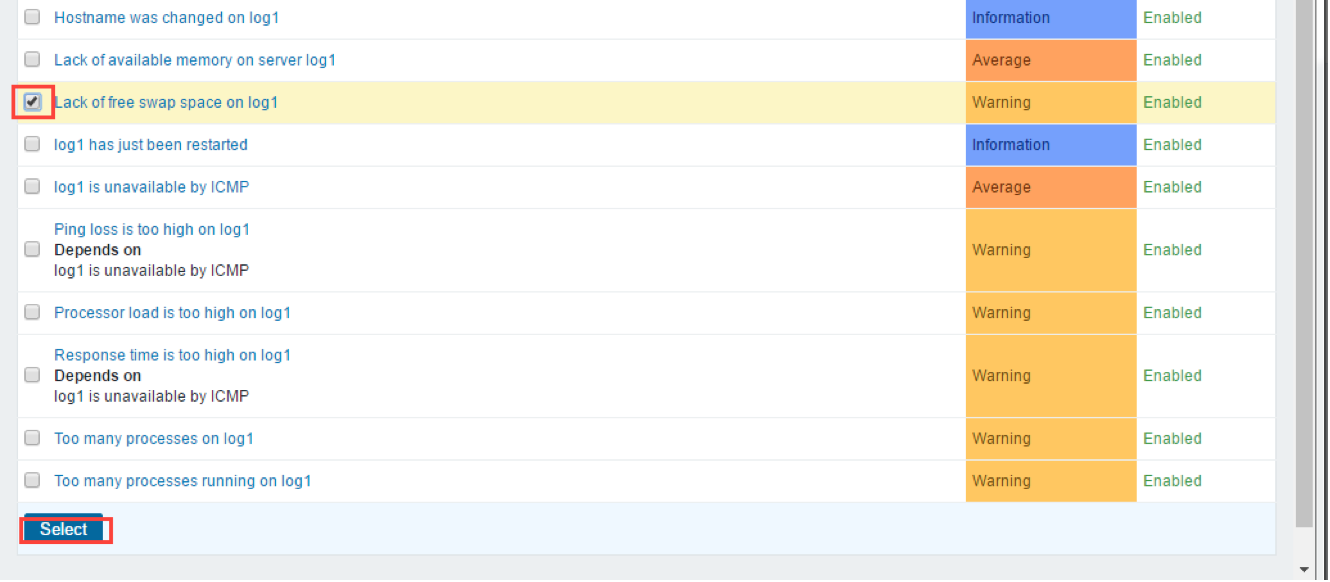 Hostname was changed on log1 Information Enabled
Lack of available memory on server log1 Average Enabled
Lack of free swap space on log1 Warning Enabled
log1 has just been restarted Information Enabled
log1 is unavailable by ICMP Average Enabled
Ping loss is too high on log1
Depends on Warning Enabled
log1 is unavailable by ICMP
Processor load is too high on log1 Warning Enabled
Response time is too high on log1
Depends on Warning Enabled
log1 is unavailable by ICMP
Too many processes on log1 Warning Enabled
Too many processes running on log1 Warning Enabled
Select